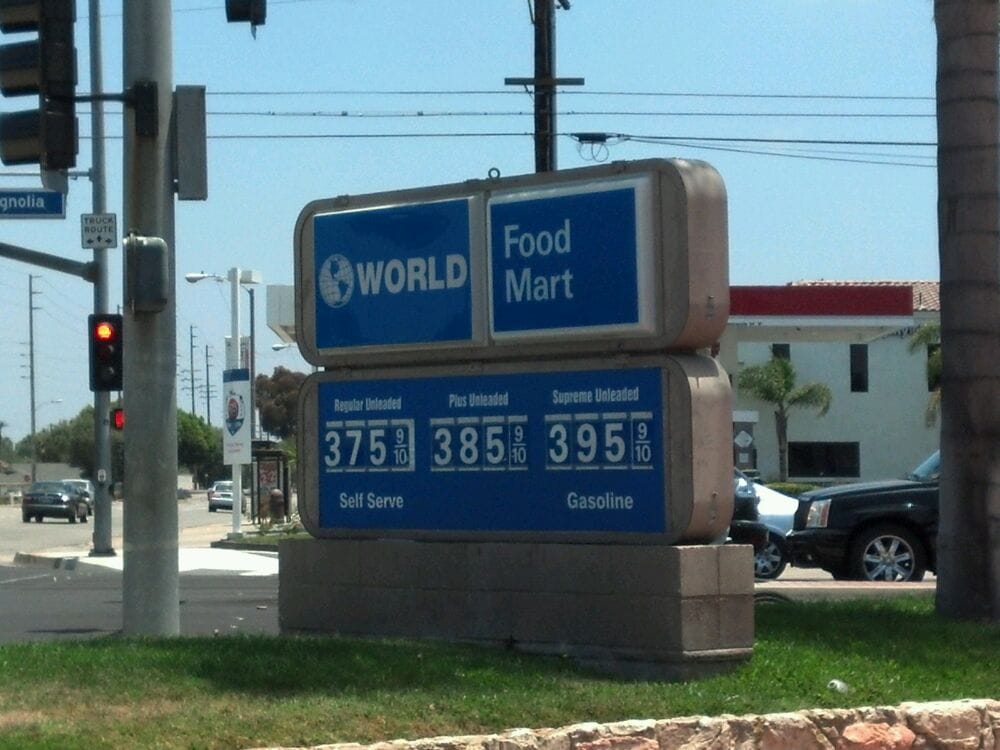 gnolia
TRUCK
ROUTE
WORLD
Food
Mart
Regular Unleaded
Plus Unleaded
Supreme Unleaded
375 9/10
385 9/10
395 9/10
Self Serve
Gasoline